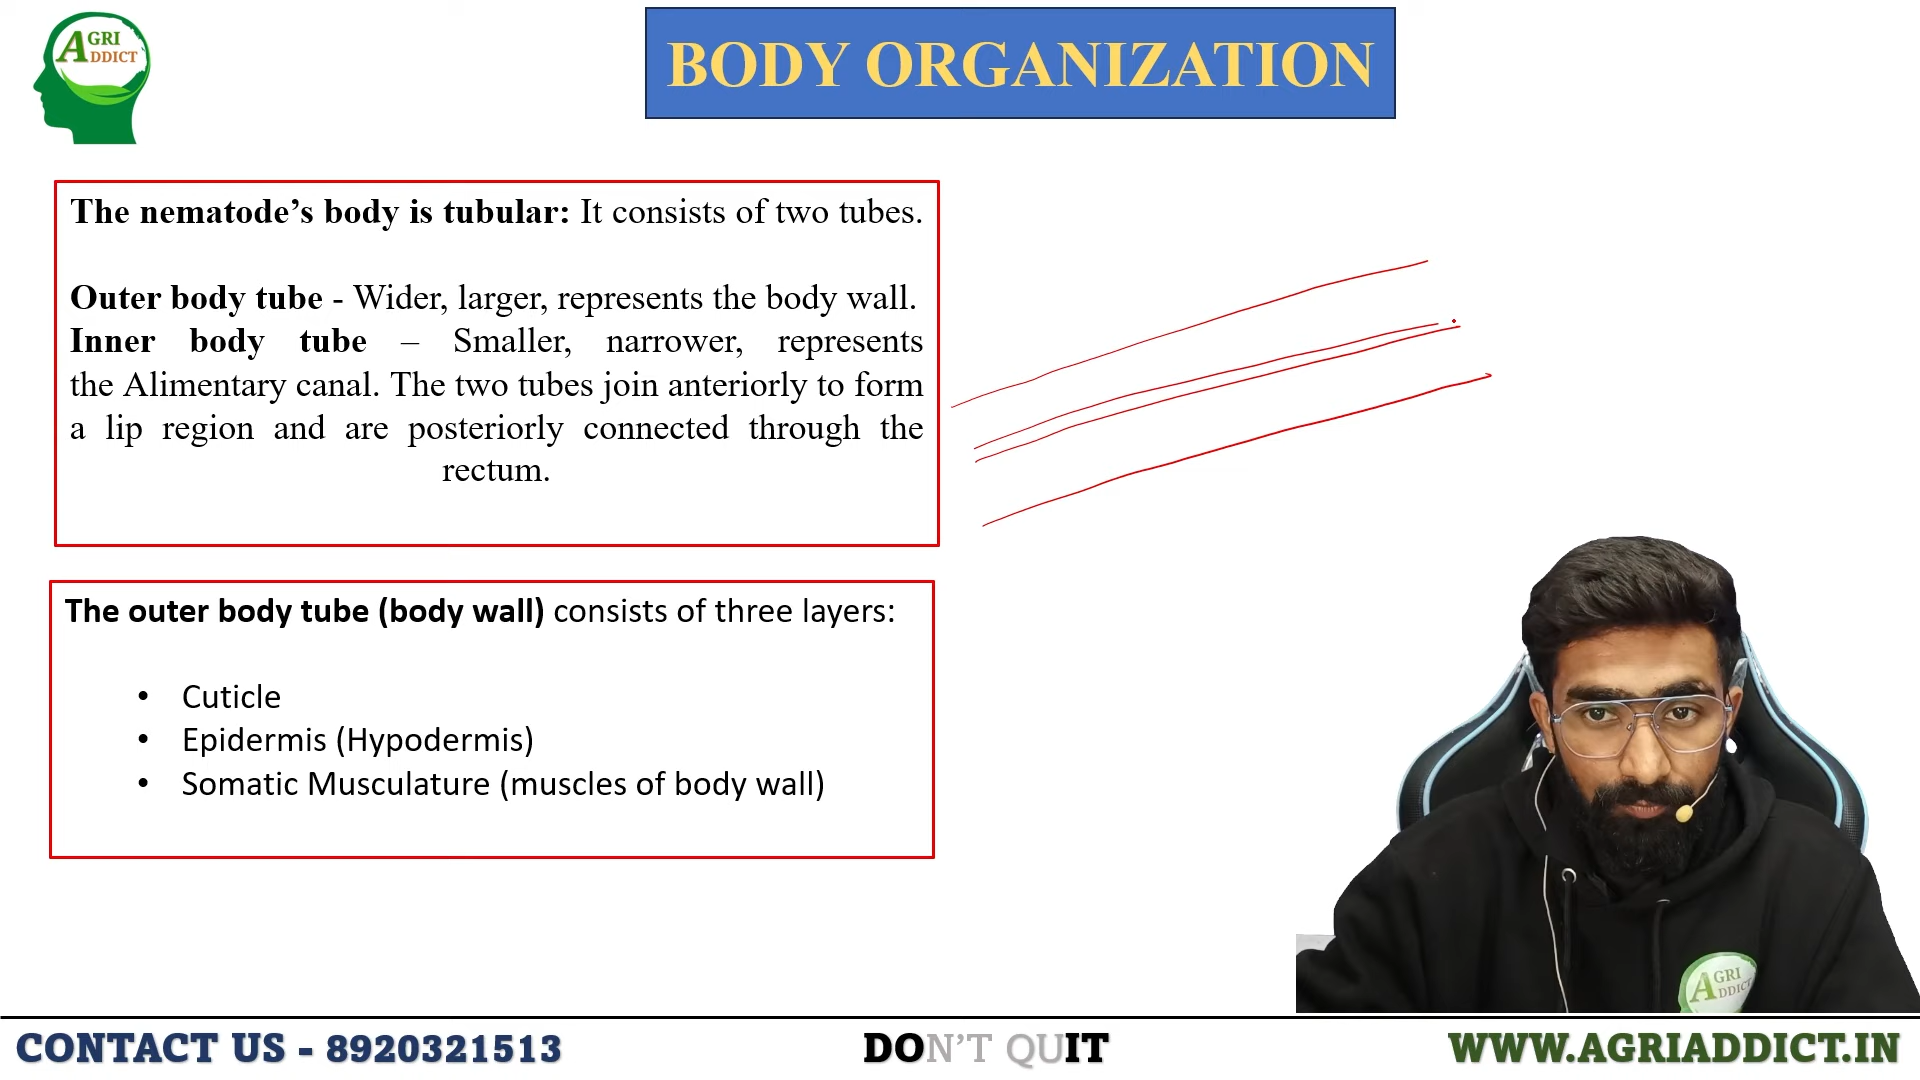 AGRI
ADDICT
BODY ORGANIZATION
The nematode’s body is tubular: It consists of two tubes.
Outer body tube - Wider, larger, represents the body wall.
Inner body tube – Smaller, narrower, represents
the Alimentary canal. The two tubes join anteriorly to form
a lip region and are posteriorly connected through the
rectum.
The outer body tube (body wall) consists of three layers:
• Cuticle
• Epidermis (Hypodermis)
• Somatic Musculature (muscles of body wall)
AGRI
ADDICT
CONTACT US - 8920321513
DON’T QUIT
WWW.AGRIADDICT.IN